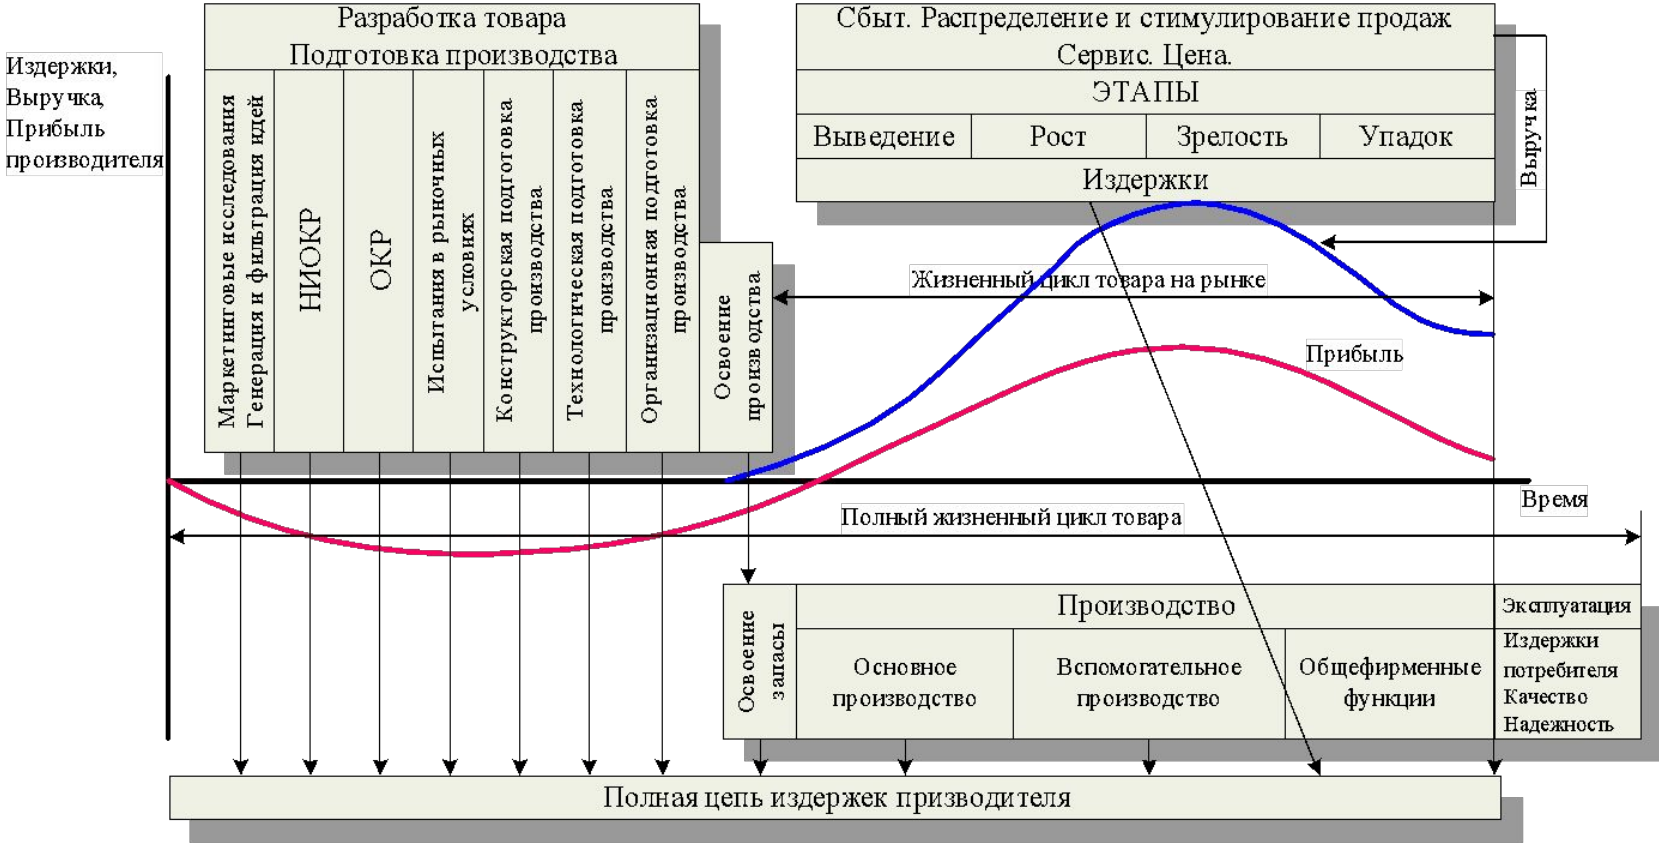 Издержки,
Выручка,
Прибыль
производителя
Разработка товара
Подготовка производства
Маркетинговые исследования
Генерация и фильтрация идей
НИОКР
ОКР
Испытания в рыночных
условиях
Конструкторская подготовка
производства
Технологическая подготовка
производства
Организационная подготовка
производства
Освоение
производства
Сбыт. Распределение и стимулирование продаж
Сервис. Цена.
ЭТАПЫ
Выведение
Рост
Зрелость
Упадок
Издержки
Выручка
Жизненный цикл товара на рынке
Прибыль
Время
Полный жизненный цикл товара
Освоение
запасы
Производство
Основное
производство
Вспомогательное
производство
Общефирменные
функции
Эксплуатация
Издержки
потребителя
Качество
Надежность
Полная цепь издержек призводителя